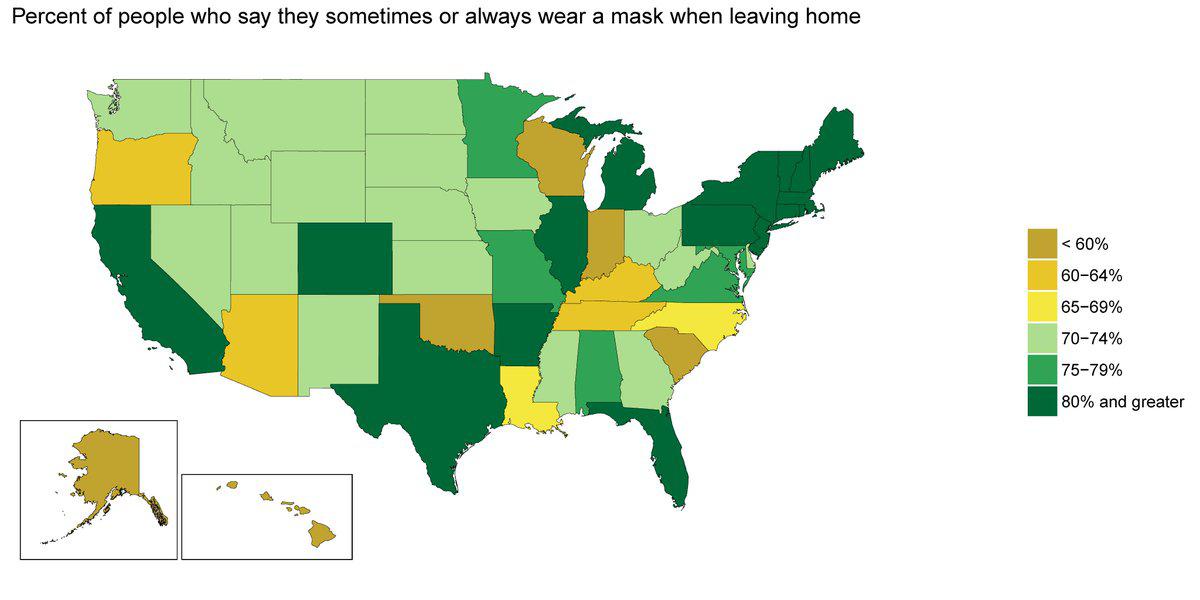 Percent of people who say they sometimes or always wear a mask when leaving home
< 60%
60−64%
65−69%
70−74%
75−79%
80% and greater